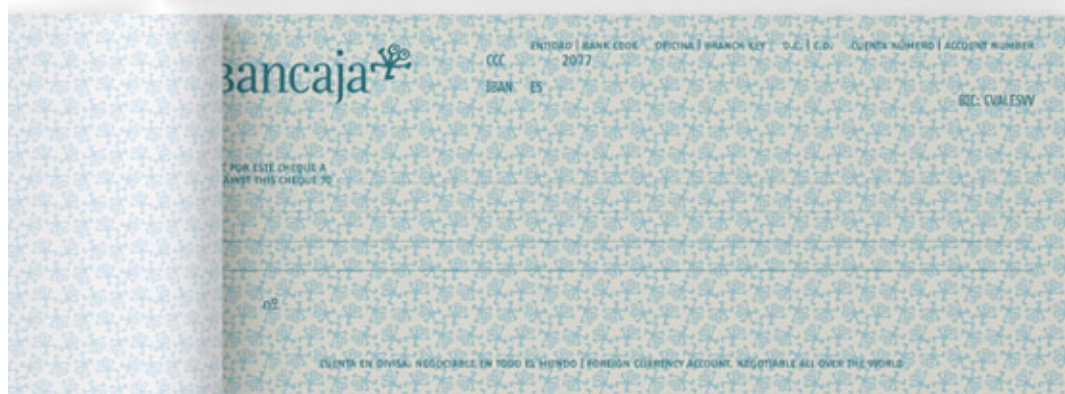 Bancaja
ENTIDAD | BANK CODE OFICINA | BRANCH KEY D.C. | C.D. CUENTA NÚMERO | ACCOUNT NUMBER
CCC 2077
IBAN ES
BIC: CVALESVV
POR ESTE CHEQUE A
AGAINST THIS CHEQUE TO
nº
CUENTA EN DIVISA. NEGOCIABLE EN TODO EL MUNDO | FOREIGN CURRENCY ACCOUNT. NEGOTIABLE ALL OVER THE WORLD